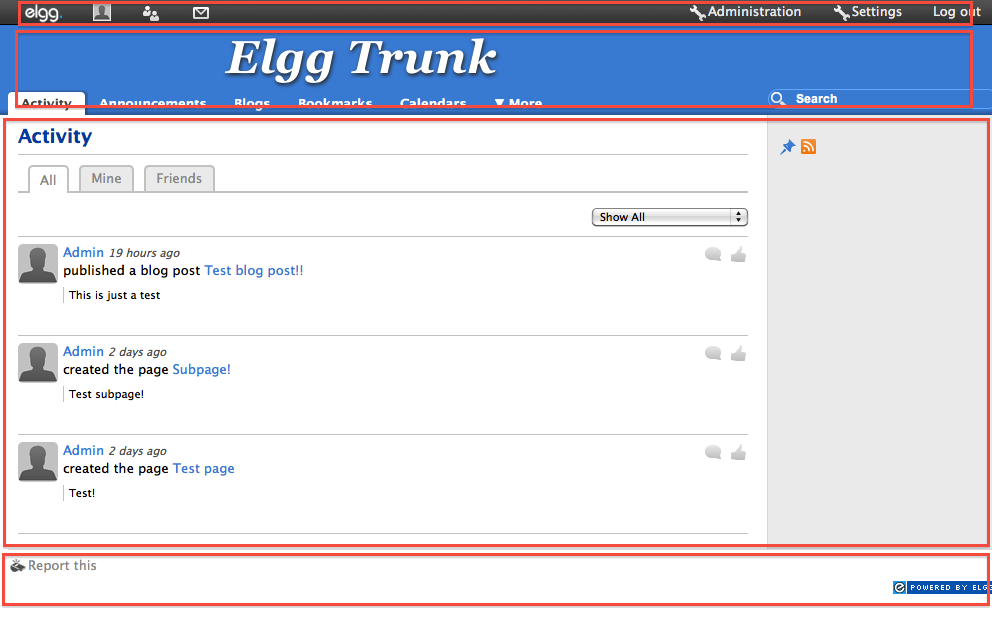 elgg. Administration Settings Log out
Elgg Trunk
Activity Announcements Blogs Bookmarks Calendars ▼ More Search
Activity
All Mine Friends
Show All
Admin 19 hours ago
published a blog post Test blog post!!
This is just a test
Admin 2 days ago
created the page Subpage!
Test subpage!
Admin 2 days ago
created the page Test page
Test!
Report this
POWERED BY ELGG